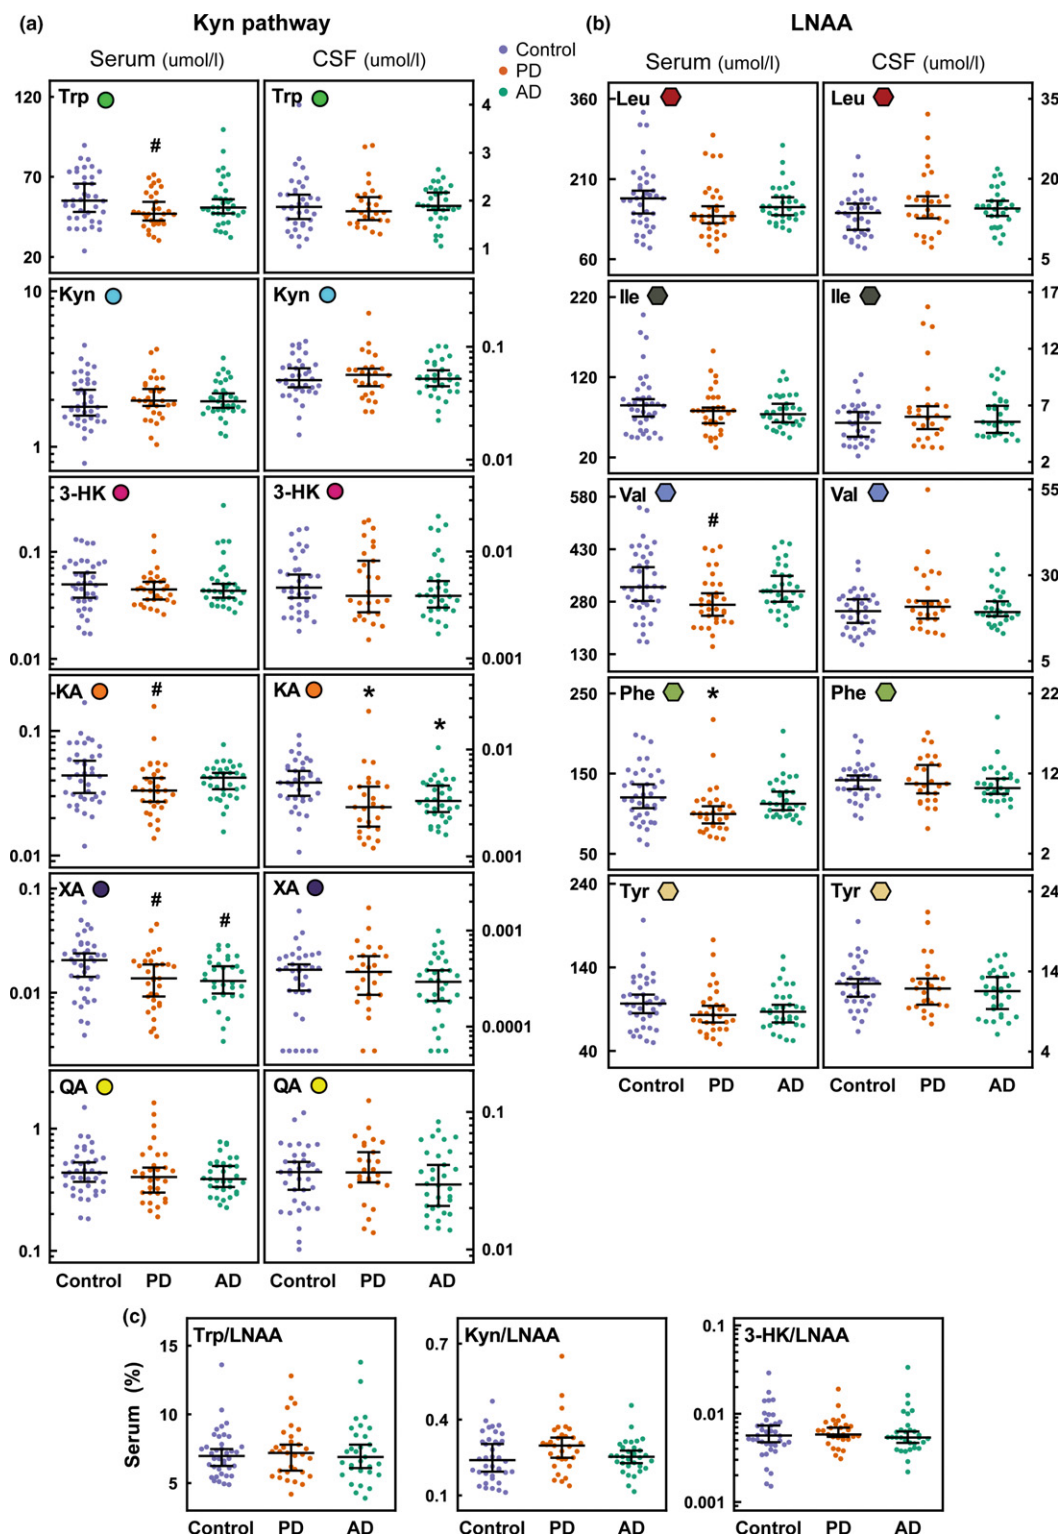 (a) Kyn pathway
Serum (umol/l) CSF (umol/l)
Control
PD
AD
Trp Trp
#
120
70
20
4
3
2
1
Kyn Kyn
10
1
0.1
0.01
3-HK 3-HK
0.1
0.01
0.01
0.001
KA KA
# * *
0.1
0.01
0.01
0.001
XA XA
# #
0.1
0.01
0.001
0.0001
QA QA
1
0.1
0.1
0.01
Control PD AD Control PD AD
(b) LNAA
Serum (umol/l) CSF (umol/l)
Leu Leu
360
210
60
35
20
5
Ile Ile
220
120
20
17
12
7
2
Val Val
#
580
430
280
130
55
30
5
Phe Phe
*
250
150
50
22
12
2
Tyr Tyr
240
140
40
24
14
4
Control PD AD Control PD AD
(c)
Serum (%)
Trp/LNAA
15
10
5
Control PD AD
Kyn/LNAA
0.7
0.4
0.1
Control PD AD
3-HK/LNAA
0.1
0.01
0.001
Control PD AD